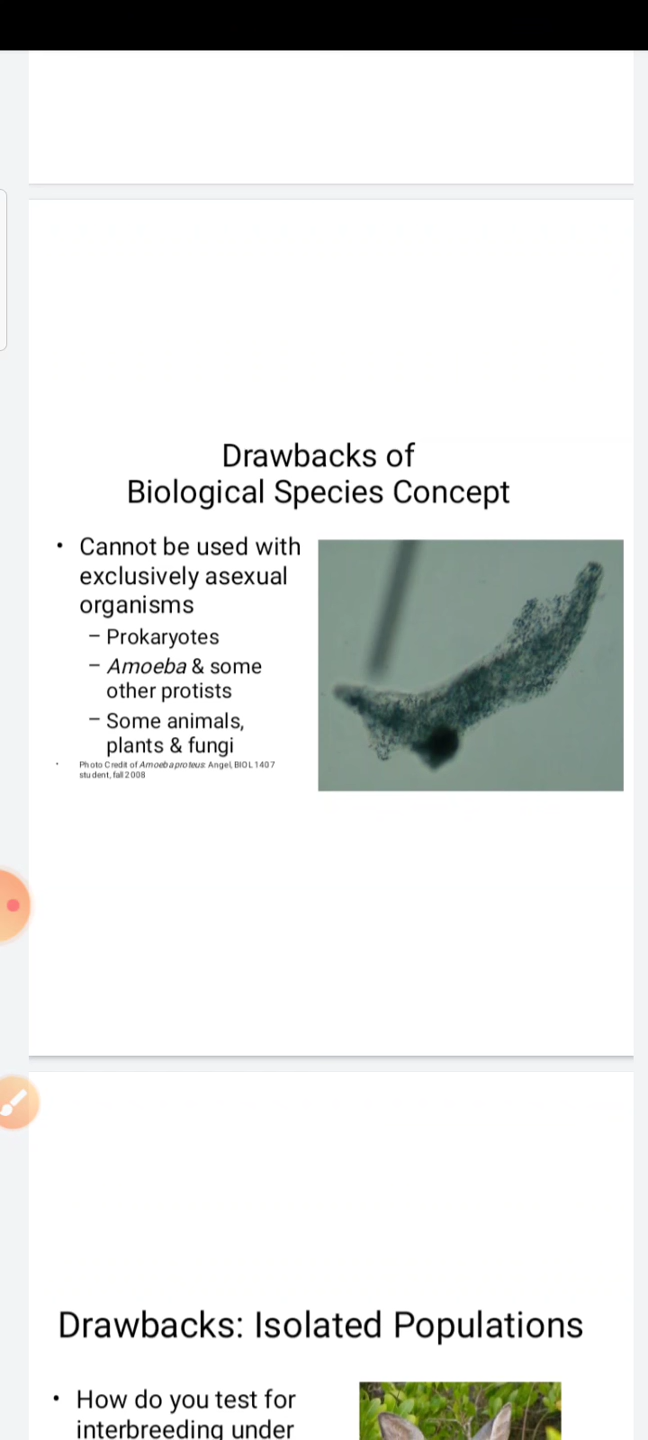 Drawbacks of
Biological Species Concept
• Cannot be used with
exclusively asexual
organisms
– Prokaryotes
– Amoeba & some
other protists
– Some animals,
plants & fungi
• Photo Credit of Amoeba proteus: Angel, BIOL 1407
student, fall 2008
Drawbacks: Isolated Populations
• How do you test for
interbreeding under